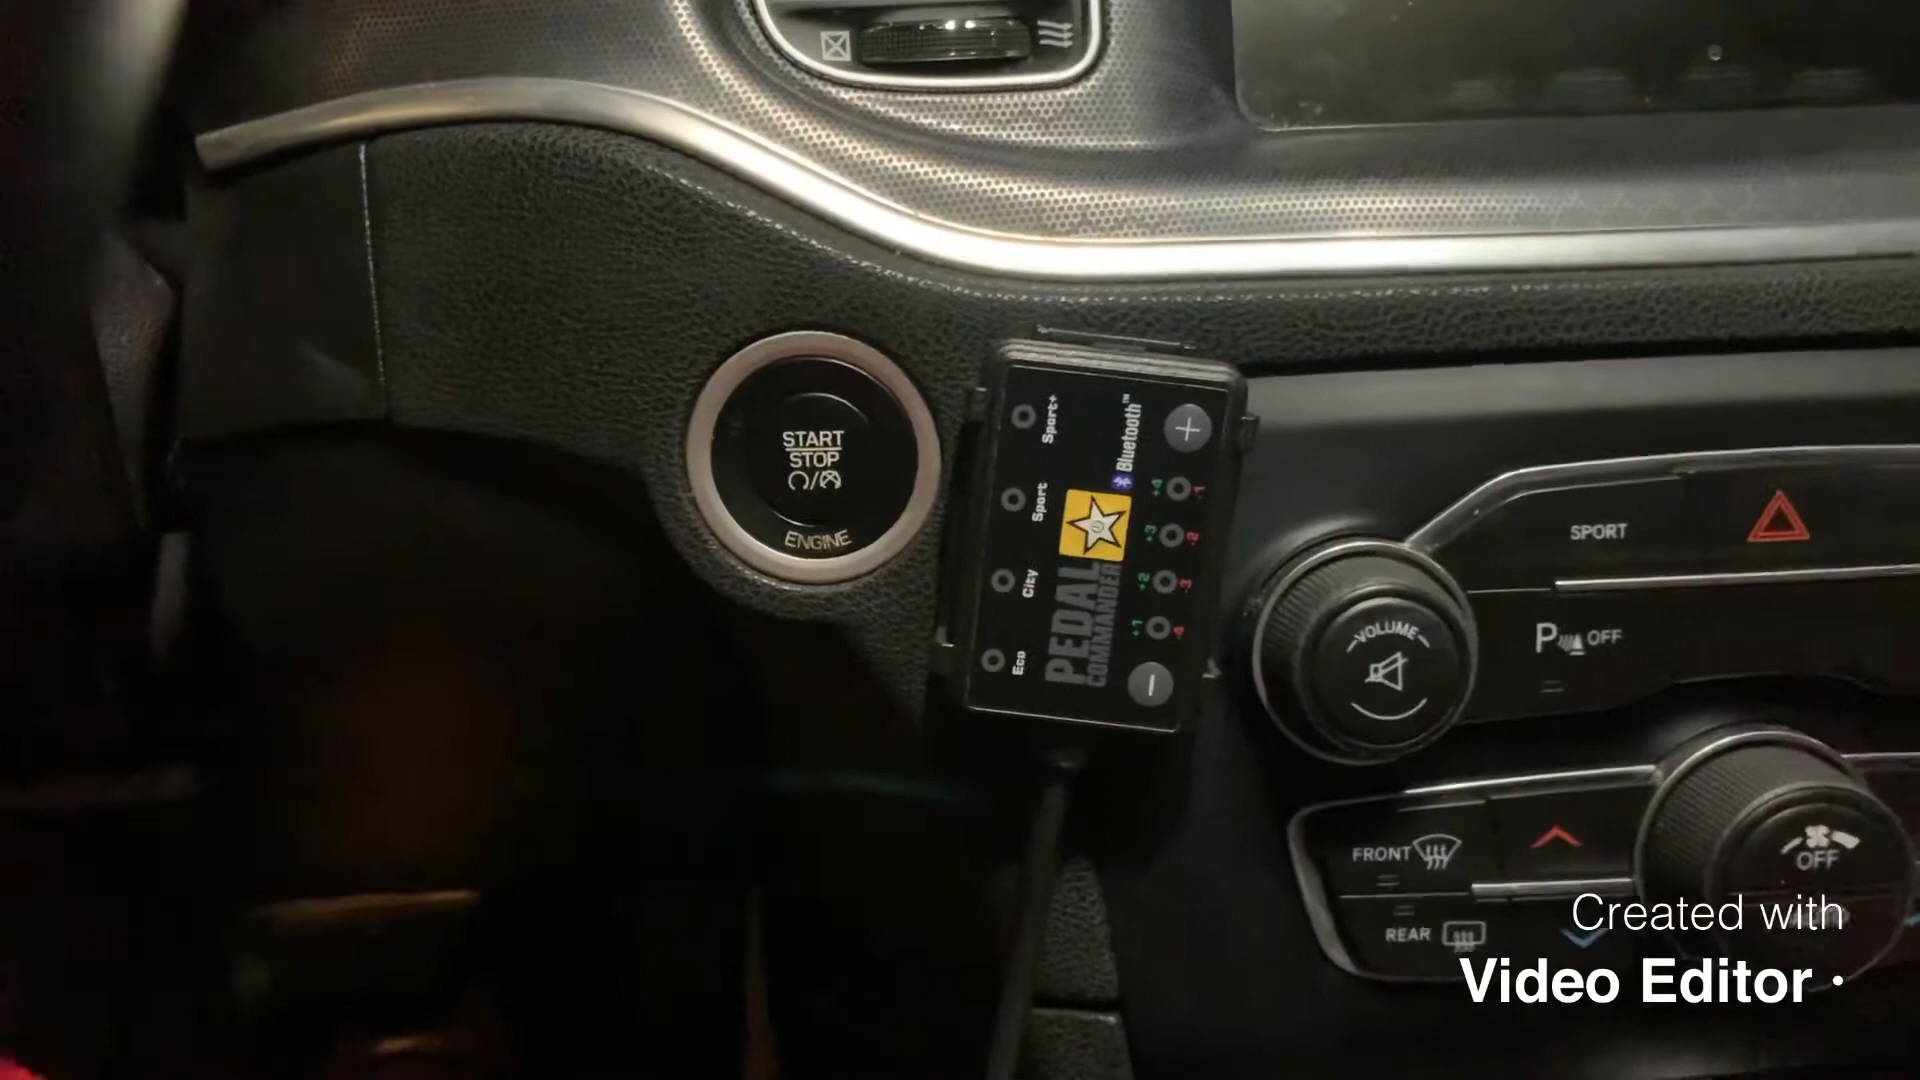 START
STOP
ENGINE
Sport+
Sport
City
Eco
Bluetooth™
PEDAL
COMMANDER
+
+4
-1
+3
-2
+2
-3
+1
-4
−
SPORT
P OFF
VOLUME
FRONT
REAR
OFF
Created with
Video Editor ·